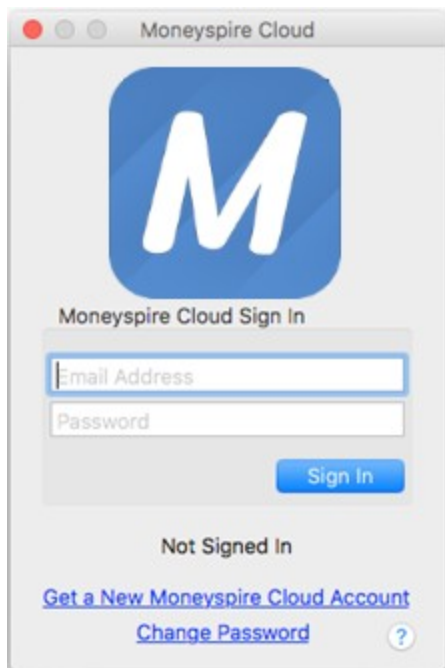 Moneyspire Cloud
M
Moneyspire Cloud Sign In
Email Address
Password
Sign In
Not Signed In
Get a New Moneyspire Cloud Account
Change Password
?